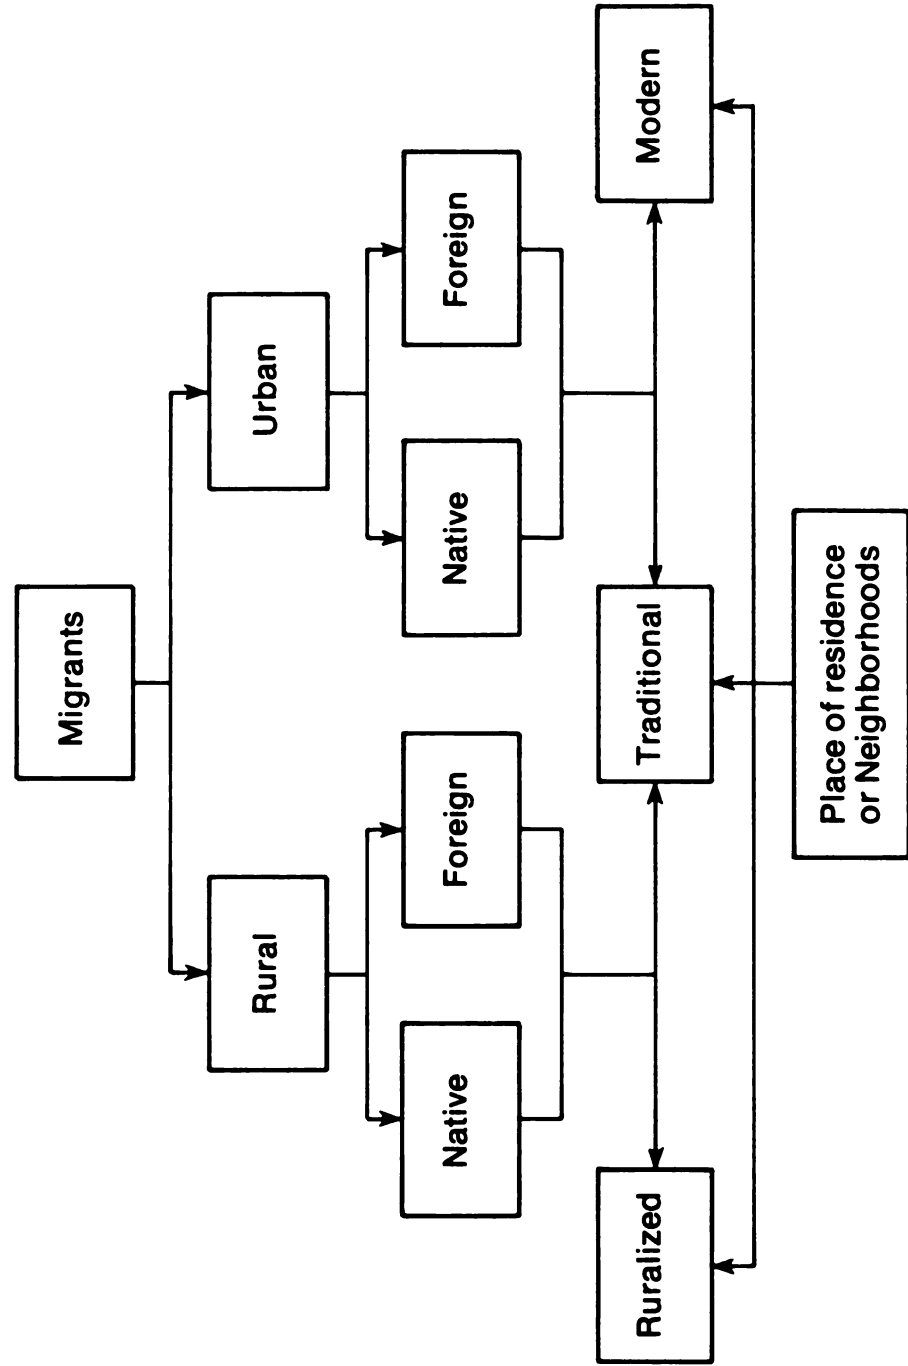 Migrants
Rural
Urban
Native
Foreign
Native
Foreign
Ruralized
Traditional
Modern
Place of residence
or Neighborhoods